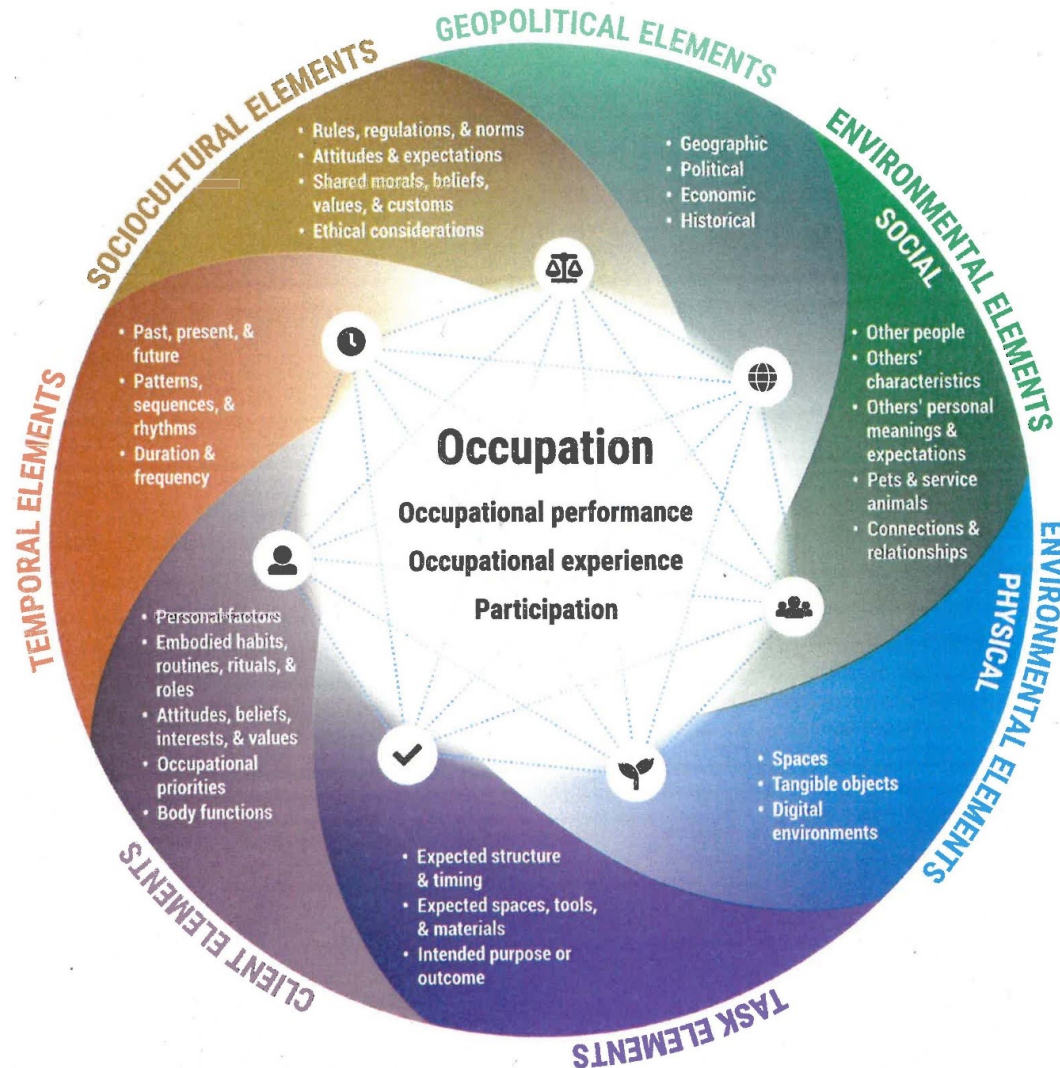 GEOPOLITICAL ELEMENTS
• Geographic
• Political
• Economic
• Historical
ENVIRONMENTAL ELEMENTS
SOCIAL
• Other people
• Others'
characteristics
• Others' personal
meanings &
expectations
• Pets & service
animals
• Connections &
relationships
ENVIRONMENTAL ELEMENTS
PHYSICAL
• Spaces
• Tangible objects
• Digital
environments
TASK ELEMENTS
• Expected structure
& timing
• Expected spaces, tools,
& materials
• Intended purpose or
outcome
CLIENT ELEMENTS
• Personal factors
• Embodied habits,
routines, rituals, &
roles
• Attitudes, beliefs,
interests, & values
• Occupational
priorities
• Body functions
TEMPORAL ELEMENTS
• Past, present, &
future
• Patterns,
sequences, &
rhythms
• Duration &
frequency
SOCIOCULTURAL ELEMENTS
• Rules, regulations, & norms
• Attitudes & expectations
• Shared morals, beliefs,
values, & customs
• Ethical considerations
Occupation
Occupational performance
Occupational experience
Participation